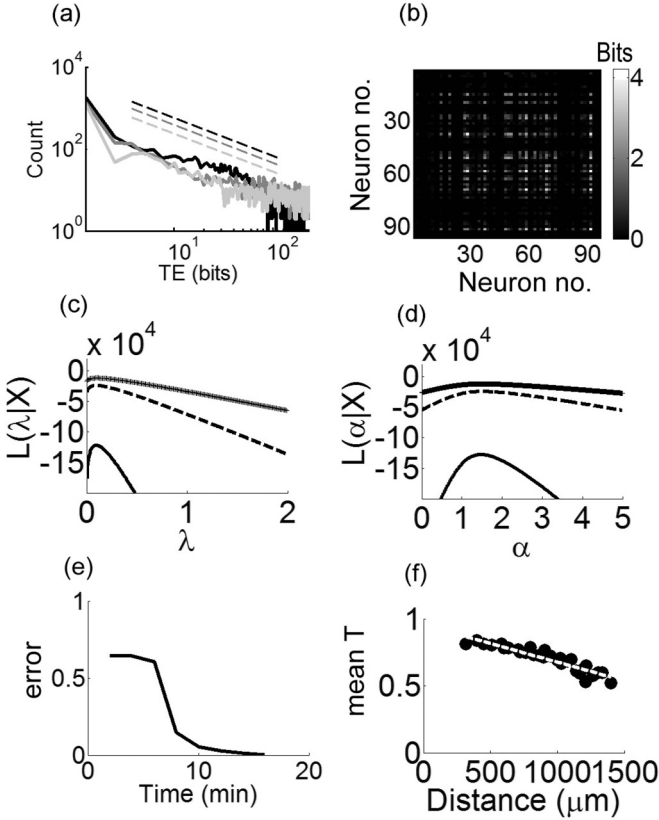 (a)
10^4
10^2
10^0
Count
10^1
10^2
TE (bits)
(b)
Bits
4
2
0
Neuron no.
30
60
90
30
60
90
Neuron no.
(c)
x 10^4
0
-5
-10
-15
L(λ|X)
0
1
2
λ
(d)
x 10^4
0
-5
-10
-15
L(α|X)
0
1
2
3
4
5
α
(e)
1
0.5
0
error
0
10
20
Time (min)
(f)
1
0.5
0
mean T
0
500
1000
1500
Distance (μm)